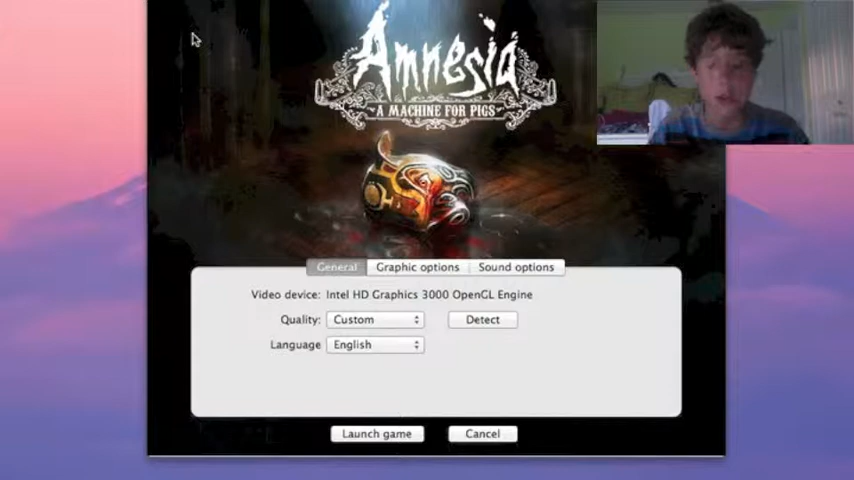 Amnesia
A MACHINE FOR PIGS
General Graphic options Sound options
Video device: Intel HD Graphics 3000 OpenGL Engine
Quality: Custom Detect
Language English
Launch game Cancel